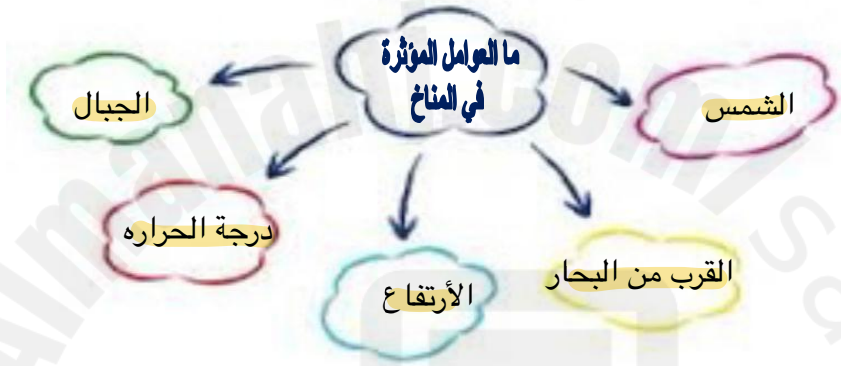 ما العوامل المؤثرة
في المناخ
الشمس
الجبال
درجة الحراره
القرب من البحار
الأرتفاع